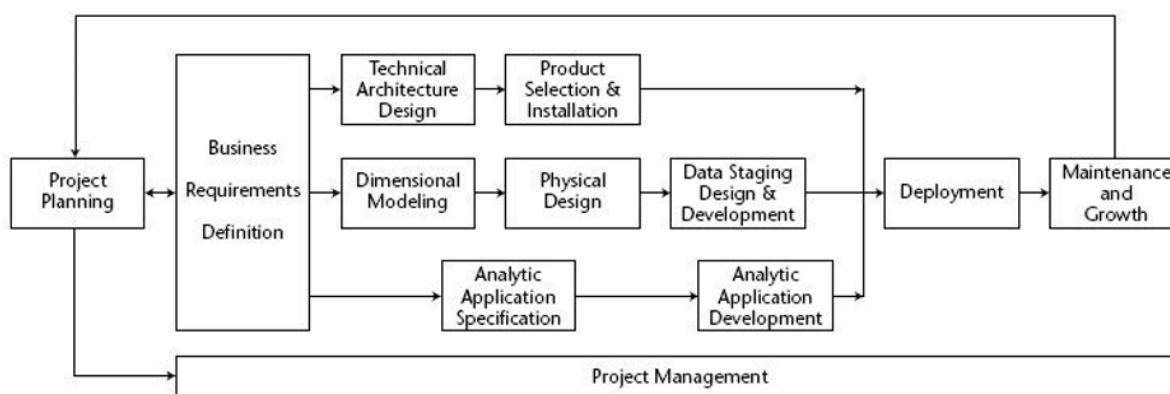 Technical
Architecture
Design
Product
Selection &
Installation
Business
Requirements
Definition
Project
Planning
Dimensional
Modeling
Physical
Design
Data Staging
Design &
Development
Deployment
Maintenance
and
Growth
Analytic
Application
Specification
Analytic
Application
Development
Project Management